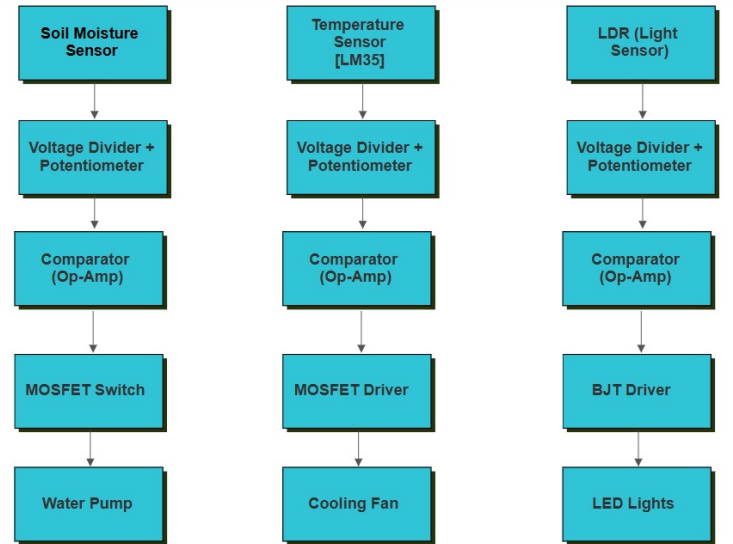 Soil Moisture
Sensor
Temperature
Sensor
[LM35]
LDR (Light
Sensor)
Voltage Divider +
Potentiometer
Voltage Divider +
Potentiometer
Voltage Divider +
Potentiometer
Comparator
(Op-Amp)
Comparator
(Op-Amp)
Comparator
(Op-Amp)
MOSFET Switch
MOSFET Driver
BJT Driver
Water Pump
Cooling Fan
LED Lights